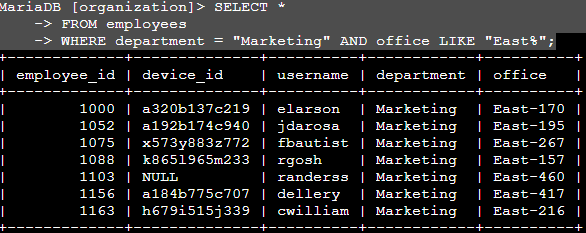 MariaDB [organization]> SELECT *
    -> FROM employees
    -> WHERE department = "Marketing" AND office LIKE "East%";
+-------------+--------------+----------+------------+----------+
| employee_id | device_id    | username | department | office   |
+-------------+--------------+----------+------------+----------+
|        1000 | a320b137c219 | elarson  | Marketing  | East-170 |
|        1052 | a192b174c940 | jdarosa  | Marketing  | East-195 |
|        1075 | x573y883z772 | fbautist | Marketing  | East-267 |
|        1088 | k865l965m233 | rgosh    | Marketing  | East-157 |
|        1103 | NULL         | randerss | Marketing  | East-460 |
|        1156 | a184b775c707 | dellery  | Marketing  | East-417 |
|        1163 | h679i515j339 | cwilliam | Marketing  | East-216 |
+-------------+--------------+----------+------------+----------+